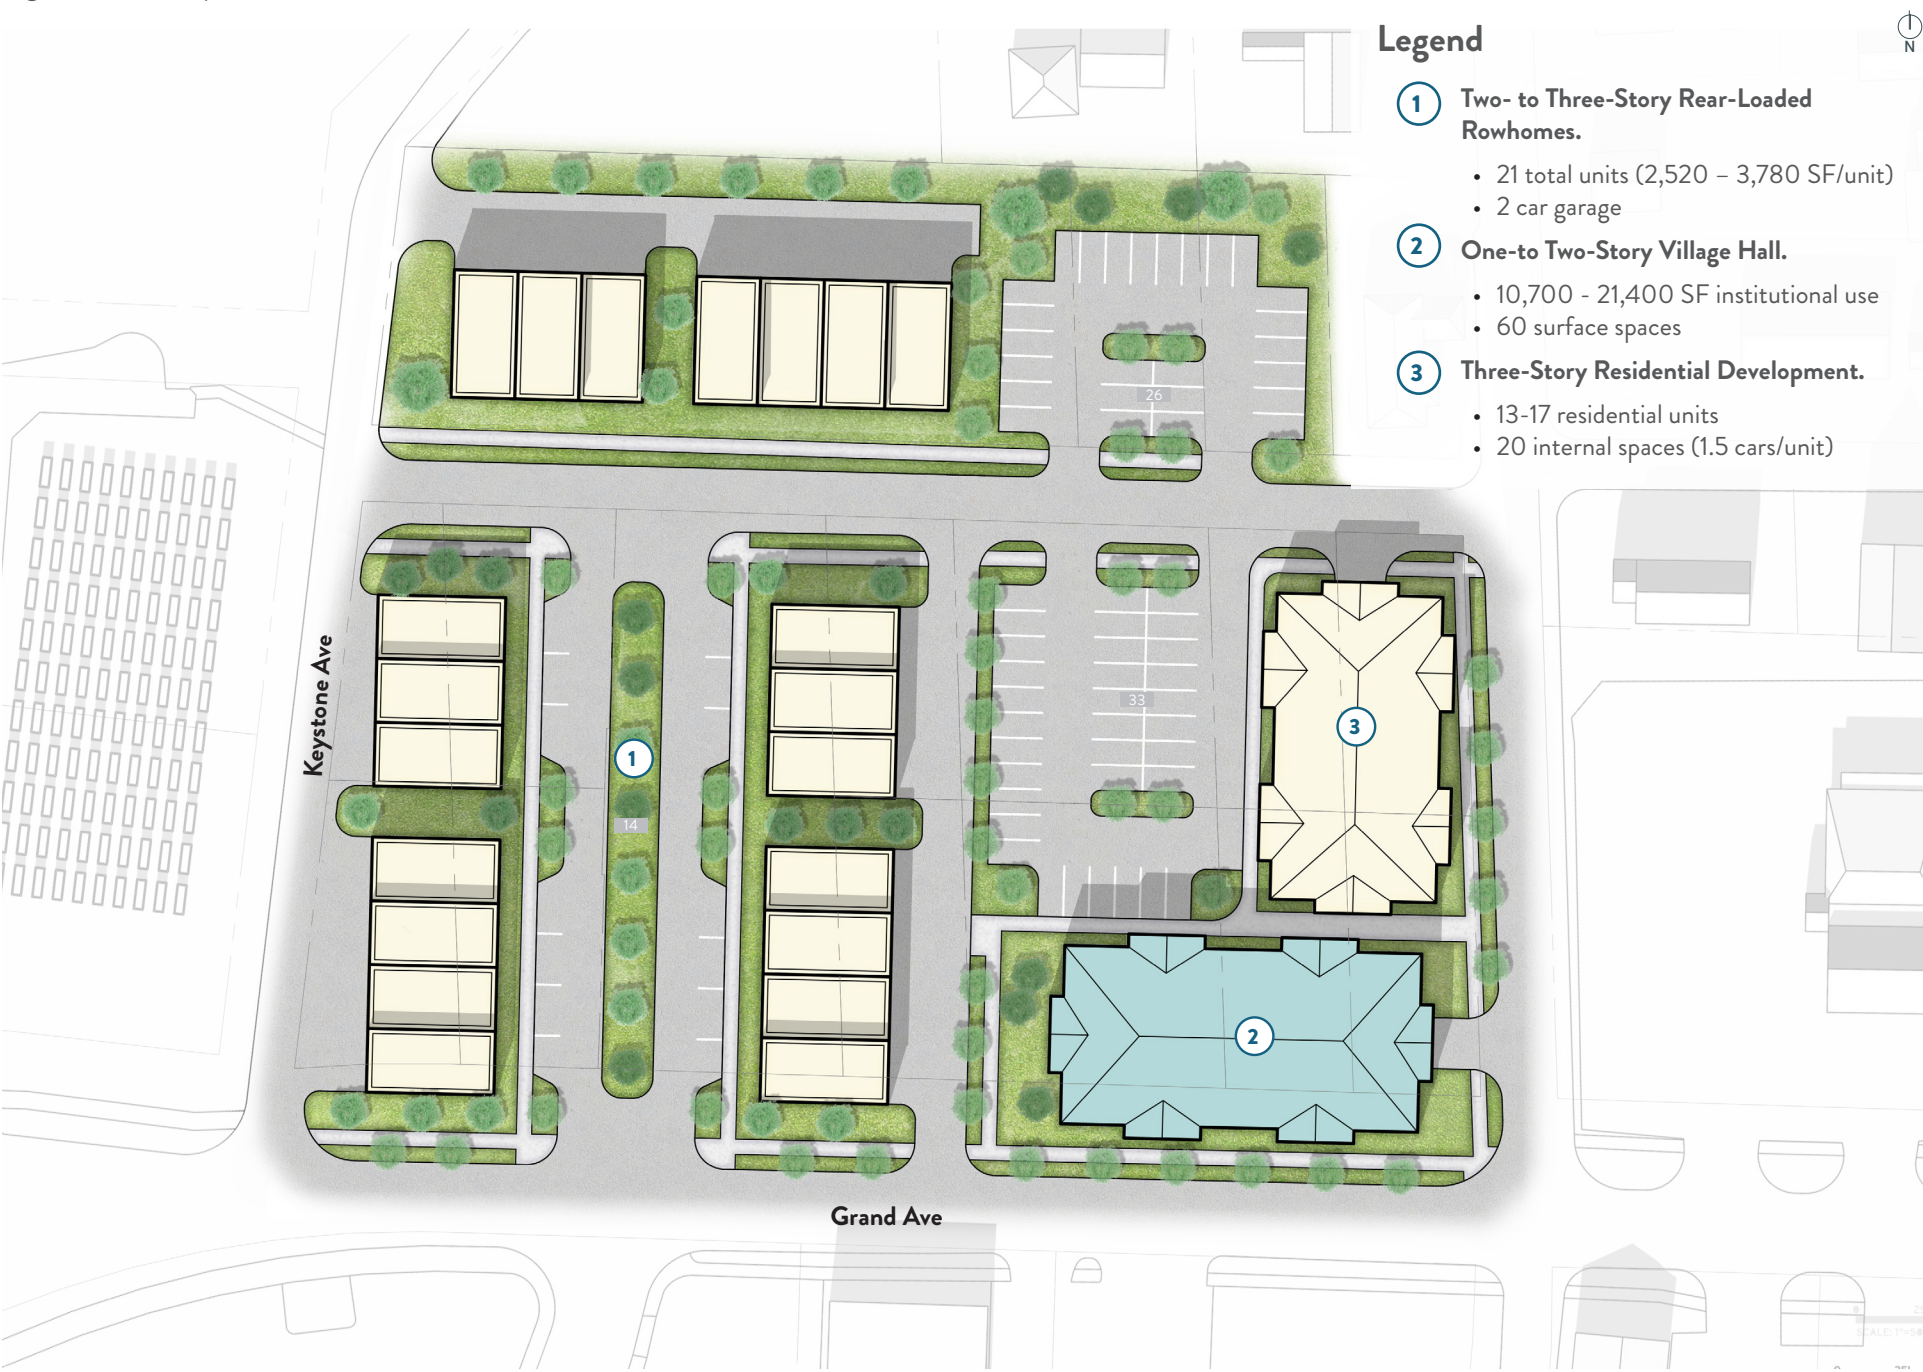 Legend
N
1 Two- to Three-Story Rear-Loaded
Rowhomes.
• 21 total units (2,520 – 3,780 SF/unit)
• 2 car garage
2 One-to Two-Story Village Hall.
• 10,700 - 21,400 SF institutional use
• 60 surface spaces
3 Three-Story Residential Development.
• 13-17 residential units
• 20 internal spaces (1.5 cars/unit)
26
Keystone Ave
33
3
1
14
2
Grand Ave